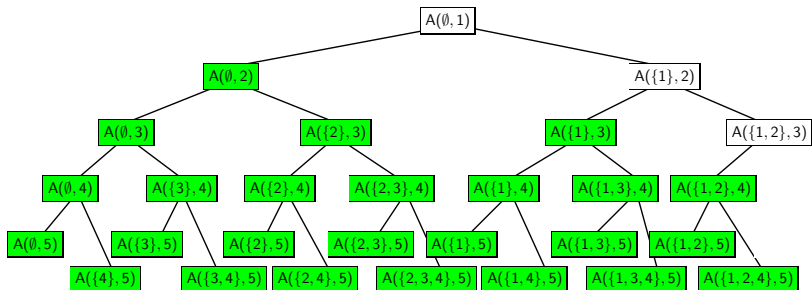 A(∅, 1)
A(∅, 2)
A({1}, 2)
A(∅, 3)
A({2}, 3)
A({1}, 3)
A({1, 2}, 3)
A(∅, 4)
A({3}, 4)
A({2}, 4)
A({2, 3}, 4)
A({1}, 4)
A({1, 3}, 4)
A({1, 2}, 4)
A(∅, 5)
A({3}, 5)
A({2}, 5)
A({2, 3}, 5)
A({1}, 5)
A({1, 3}, 5)
A({1, 2}, 5)
A({4}, 5)
A({3, 4}, 5)
A({2, 4}, 5)
A({2, 3, 4}, 5)
A({1, 4}, 5)
A({1, 3, 4}, 5)
A({1, 2, 4}, 5)